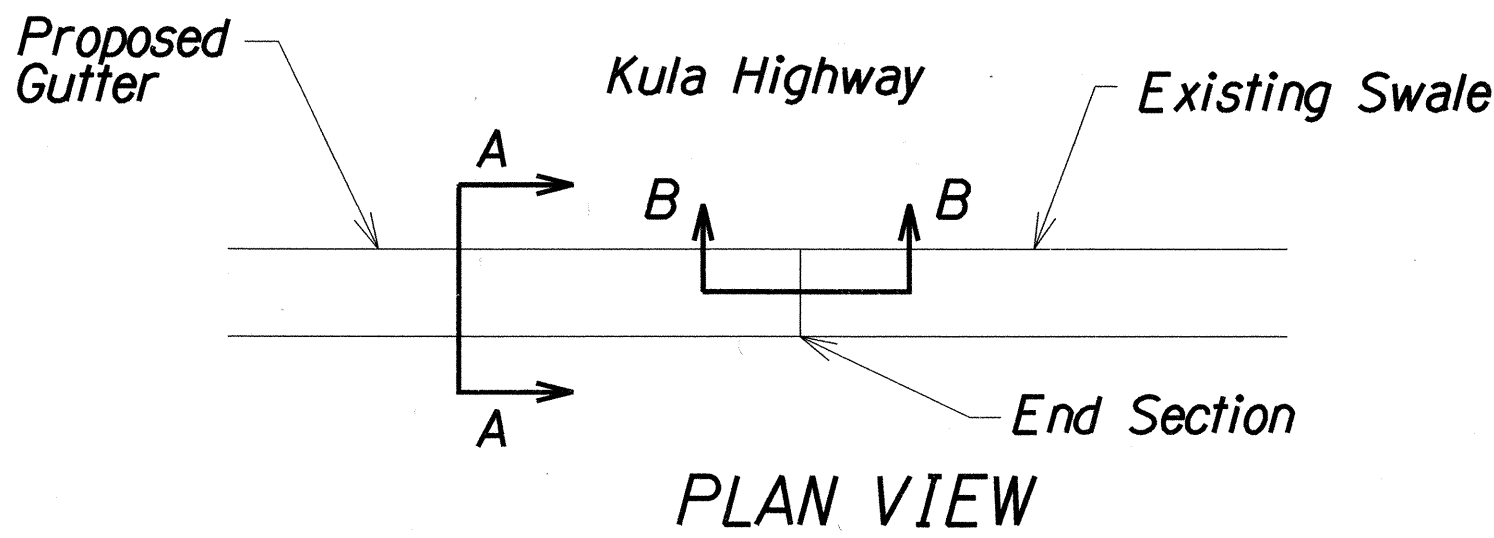 Proposed
Gutter
Kula Highway
Existing Swale
A
B
B
A
End Section
PLAN VIEW